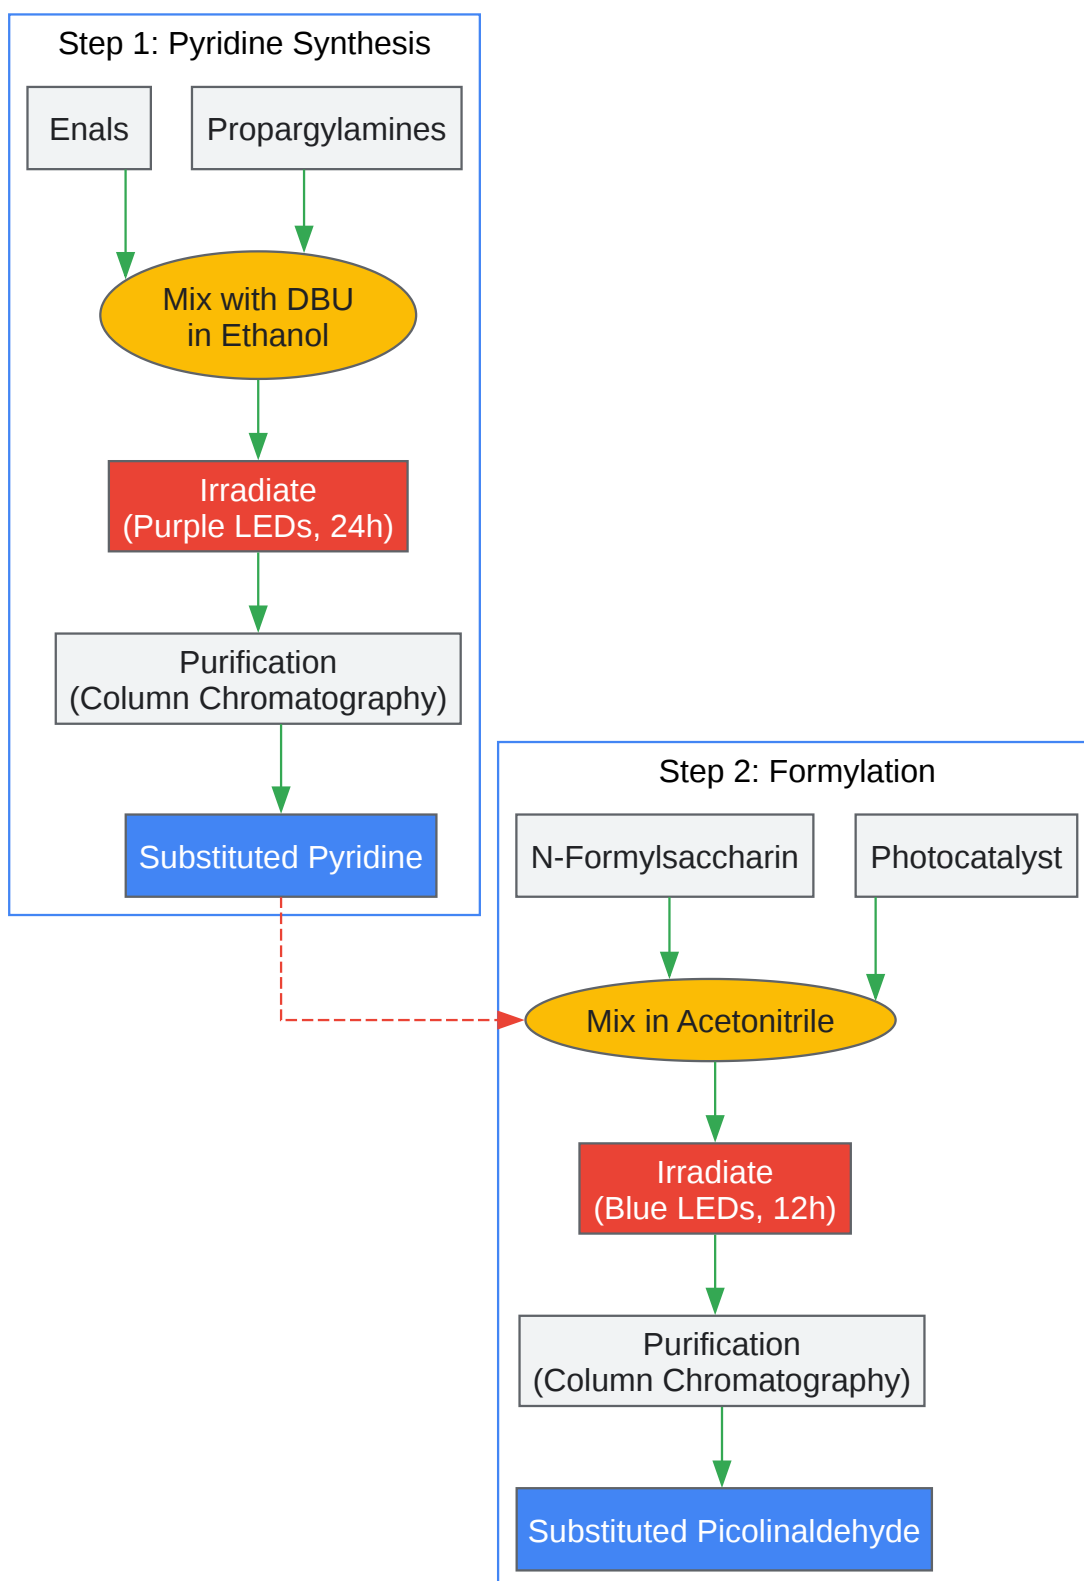 Step 1: Pyridine Synthesis
Enals
Propargylamines
Mix with DBU
in Ethanol
Irradiate
(Purple LEDs, 24h)
Purification
(Column Chromatography)
Substituted Pyridine
Step 2: Formylation
N-Formylsaccharin
Photocatalyst
Mix in Acetonitrile
Irradiate
(Blue LEDs, 12h)
Purification
(Column Chromatography)
Substituted Picolinaldehyde